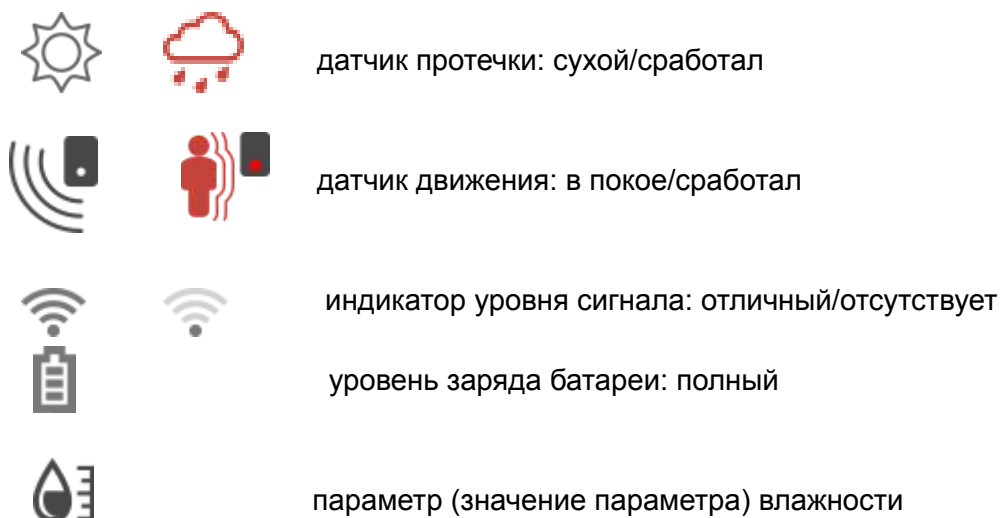 датчик протечки: сухой/сработал
датчик движения: в покое/сработал
индикатор уровня сигнала: отличный/отсутствует
уровень заряда батареи: полный
параметр (значение параметра) влажности